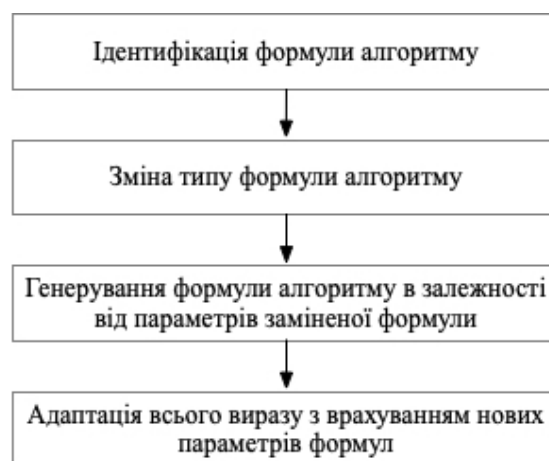 Ідентифікація формули алгоритму
Зміна типу формули алгоритму
Генерування формули алгоритму в залежності
від параметрів заміненої формули
Адаптація всього виразу з врахуванням нових
параметрів формул